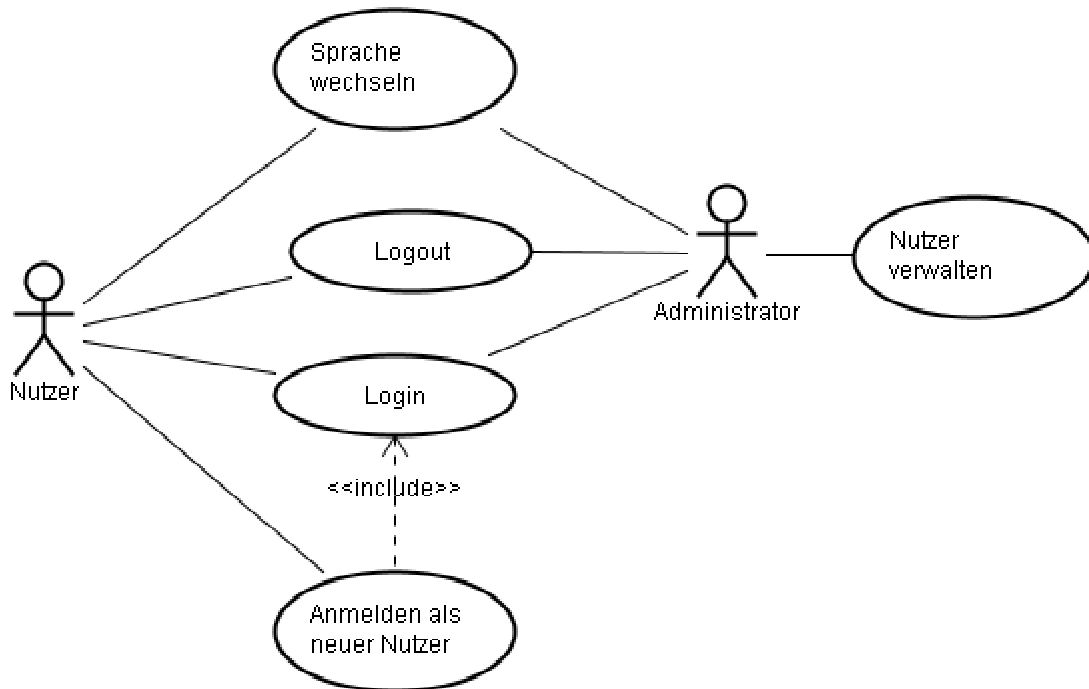 Sprache
wechseln
Logout
Nutzer
verwalten
Administrator
Nutzer
Login
<<include>>
Anmelden als
neuer Nutzer